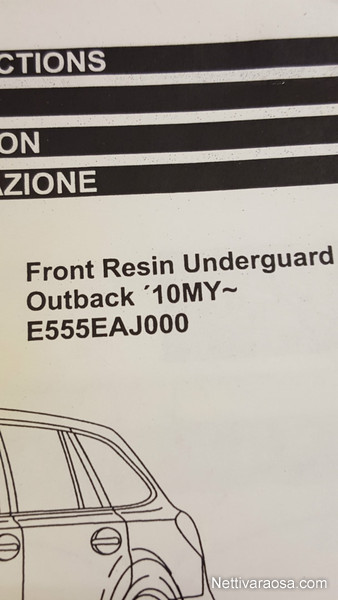 CTIONS
ON
AZIONE
Front Resin Underguard
Outback ´10MY~
E555EAJ000
Nettivaraosa.com